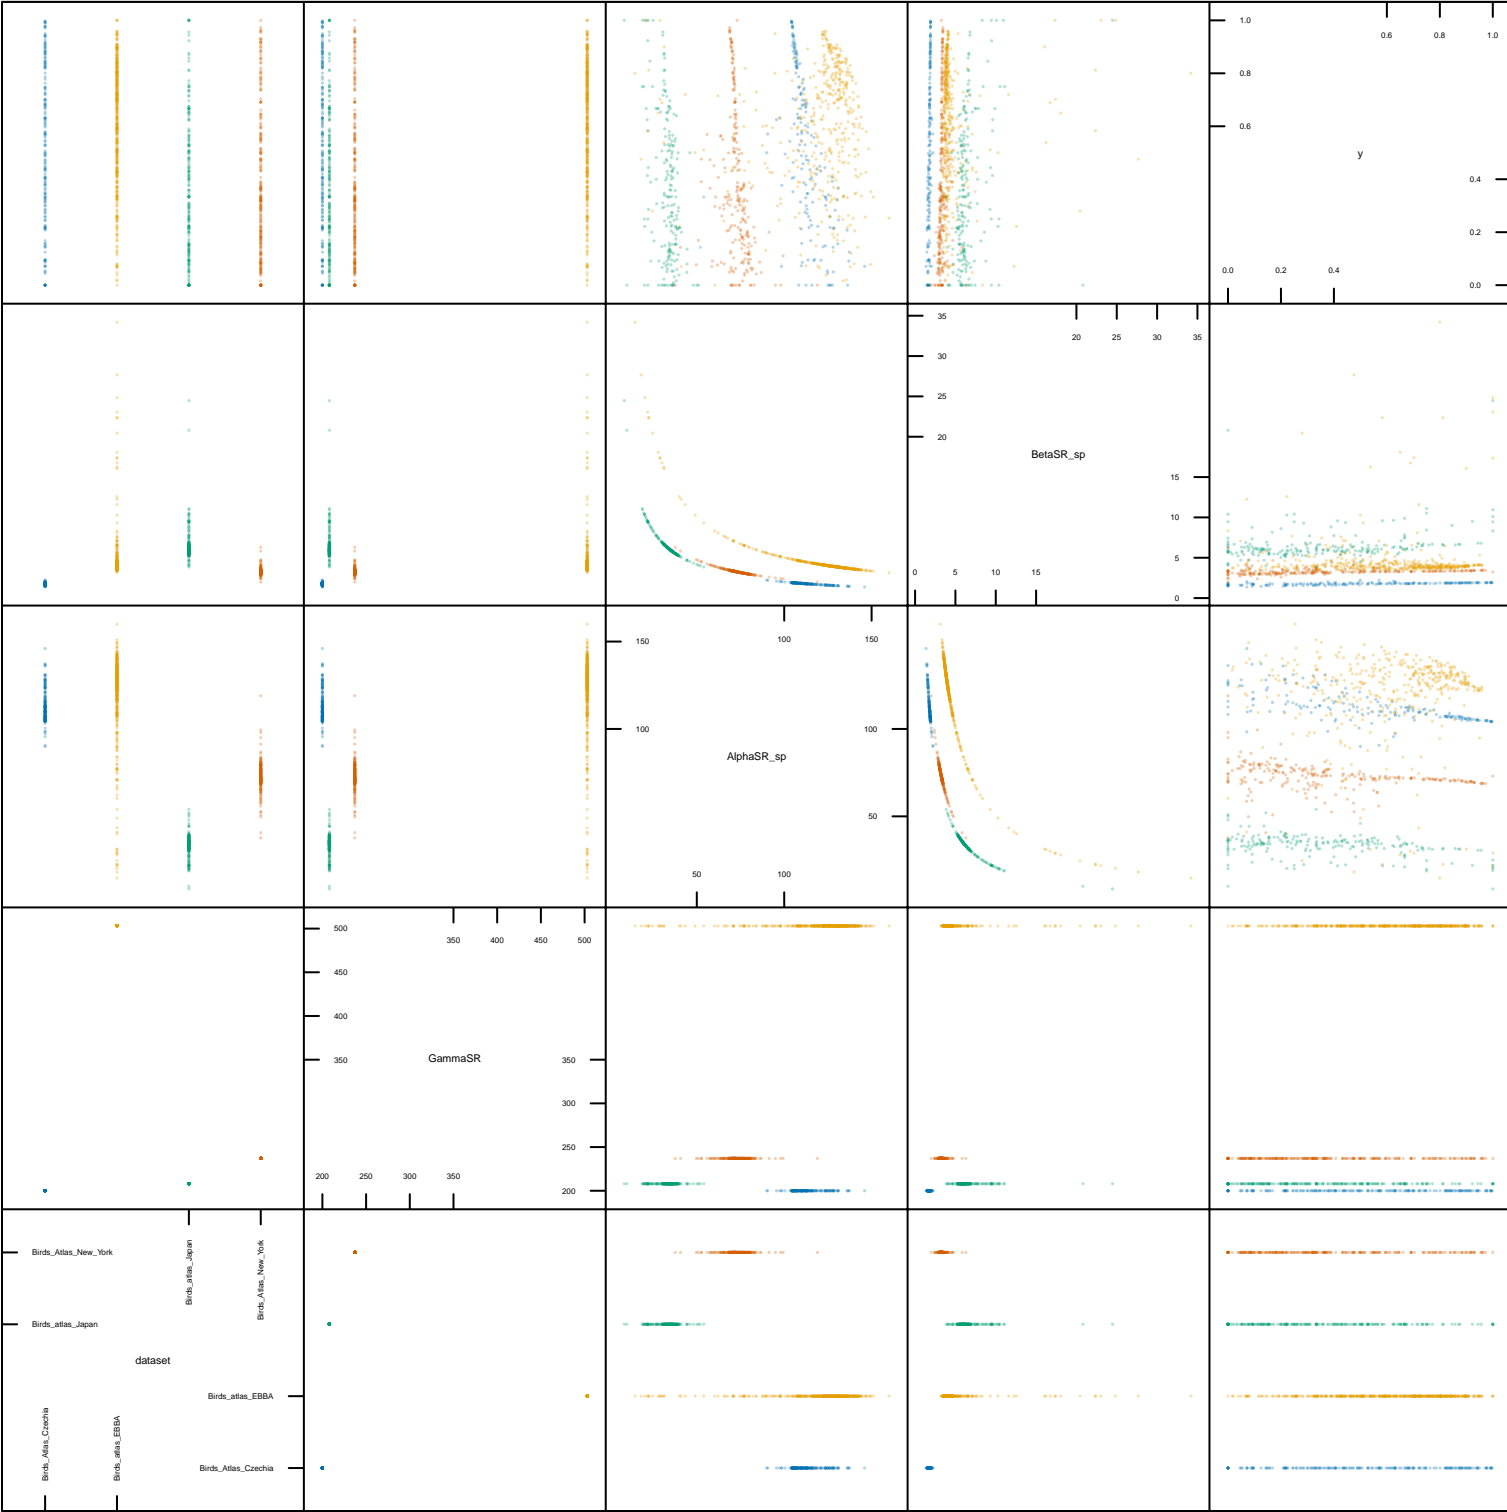 1.0
0.6 0.8 1.0
0.8
0.6
y
0.4
0.2
0.0 0.2 0.4
0.0
35
20 25 30 35
30
25
20
BetaSR_sp
15
10
5
0 5 10 15
0
150
100 150
100
AlphaSR_sp
100
50
50 100
500
350 400 450 500
450
400
350
GammaSR
350
300
250
200 250 300 350
200
Birds_Atlas_New_York
Birds_atlas_Japan
Birds_Atlas_New_York
Birds_atlas_Japan
dataset
Birds_atlas_EBBA
Birds_Atlas_Czechia
Birds_atlas_EBBA
Birds_Atlas_Czechia